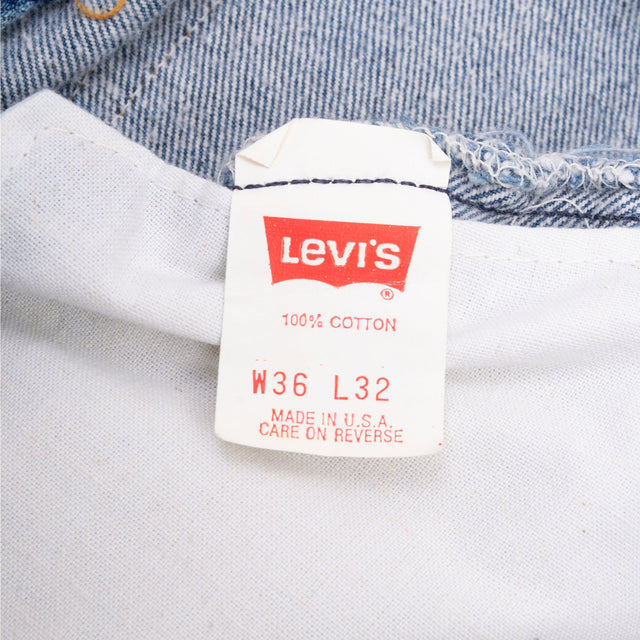 LEVI'S
®
100% COTTON
W36 L32
MADE IN U.S.A.
CARE ON REVERSE